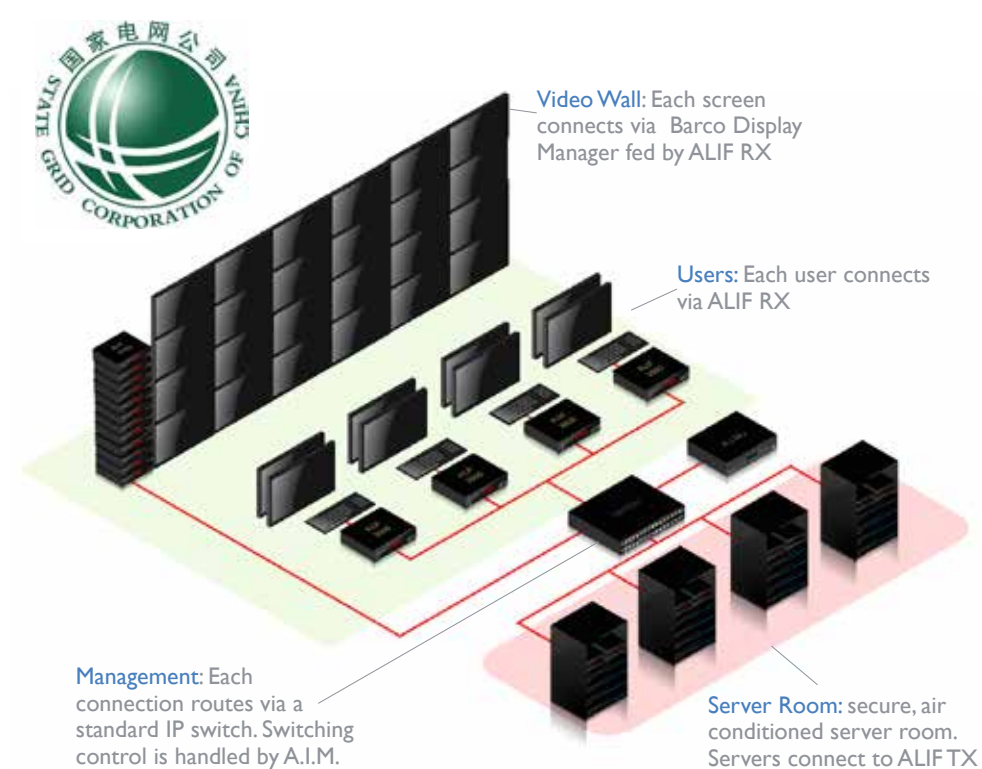 国家电网公司
STATE GRID CORPORATION OF CHINA
Video Wall: Each screen
connects via Barco Display
Manager fed by ALIF RX
Users: Each user connects
via ALIF RX
Management: Each
connection routes via a
standard IP switch. Switching
control is handled by A.I.M.
Server Room: secure, air
conditioned server room.
Servers connect to ALIF TX